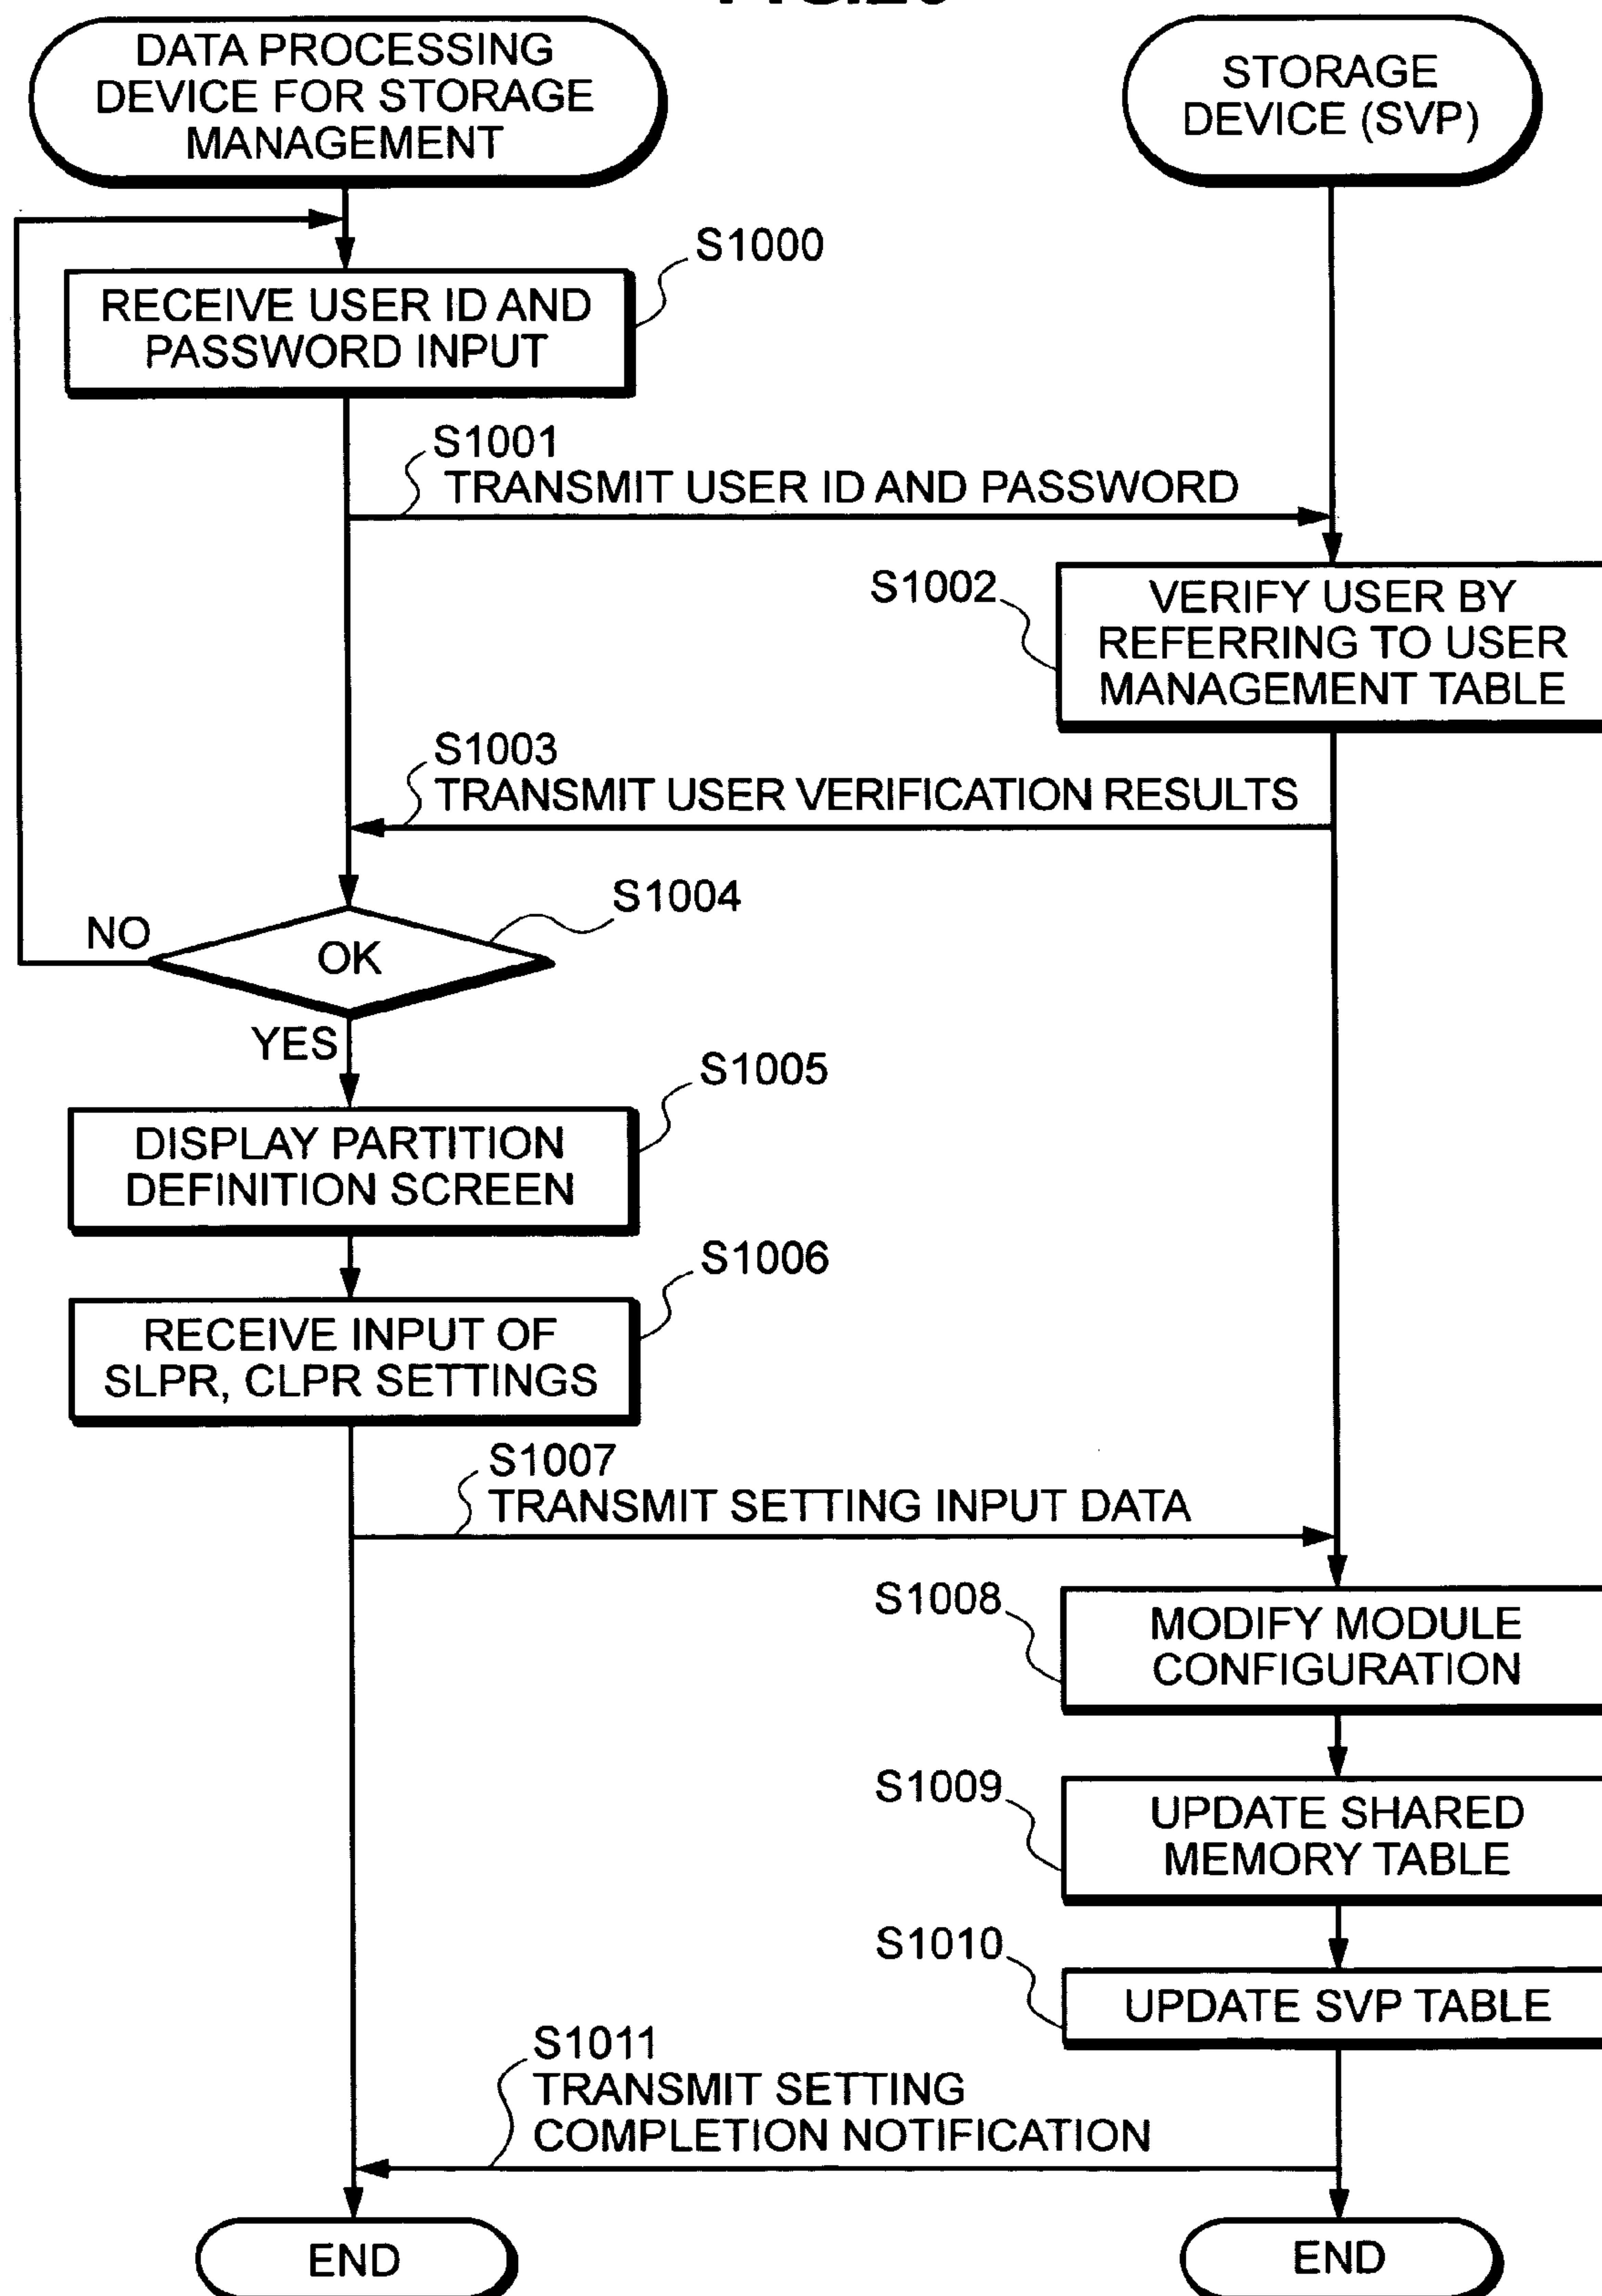 DATA PROCESSING
DEVICE FOR STORAGE
MANAGEMENT
STORAGE
DEVICE (SVP)
S1000
RECEIVE USER ID AND
PASSWORD INPUT
S1001
TRANSMIT USER ID AND PASSWORD
S1002
VERIFY USER BY
REFERRING TO USER
MANAGEMENT TABLE
S1003
TRANSMIT USER VERIFICATION RESULTS
S1004
NO
OK
YES
S1005
DISPLAY PARTITION
DEFINITION SCREEN
S1006
RECEIVE INPUT OF
SLPR, CLPR SETTINGS
S1007
TRANSMIT SETTING INPUT DATA
S1008
MODIFY MODULE
CONFIGURATION
S1009
UPDATE SHARED
MEMORY TABLE
S1010
UPDATE SVP TABLE
S1011
TRANSMIT SETTING
COMPLETION NOTIFICATION
END
END